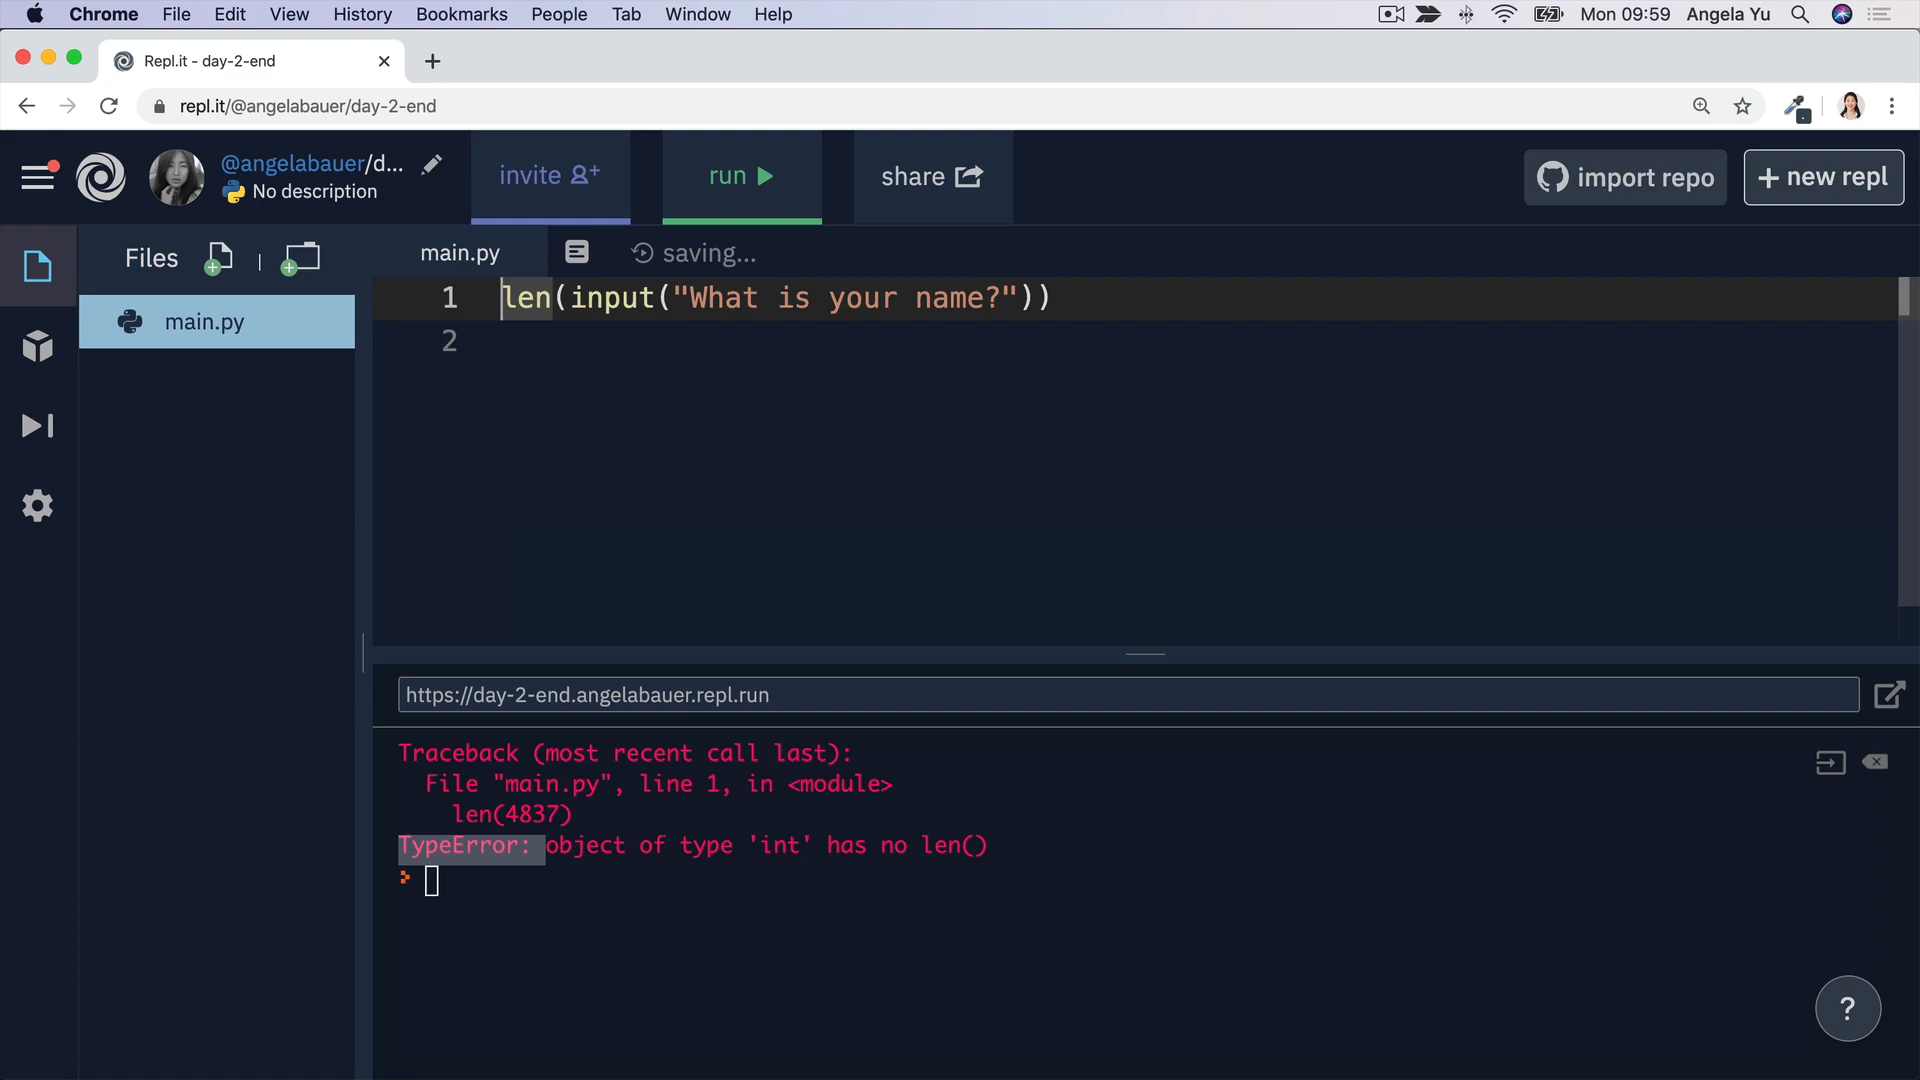 Chrome File Edit View History Bookmarks People Tab Window Help Mon 09:59 Angela Yu
Repl.it - day-2-end
repl.it/@angelabauer/day-2-end
@angelabauer/d...
No description
invite
run
share
import repo
+ new repl
Files
main.py
saving...
main.py
1 len(input("What is your name?"))
2
https://day-2-end.angelabauer.repl.run
Traceback (most recent call last):
File "main.py", line 1, in <module>
len(4837)
TypeError: object of type 'int' has no len()
?